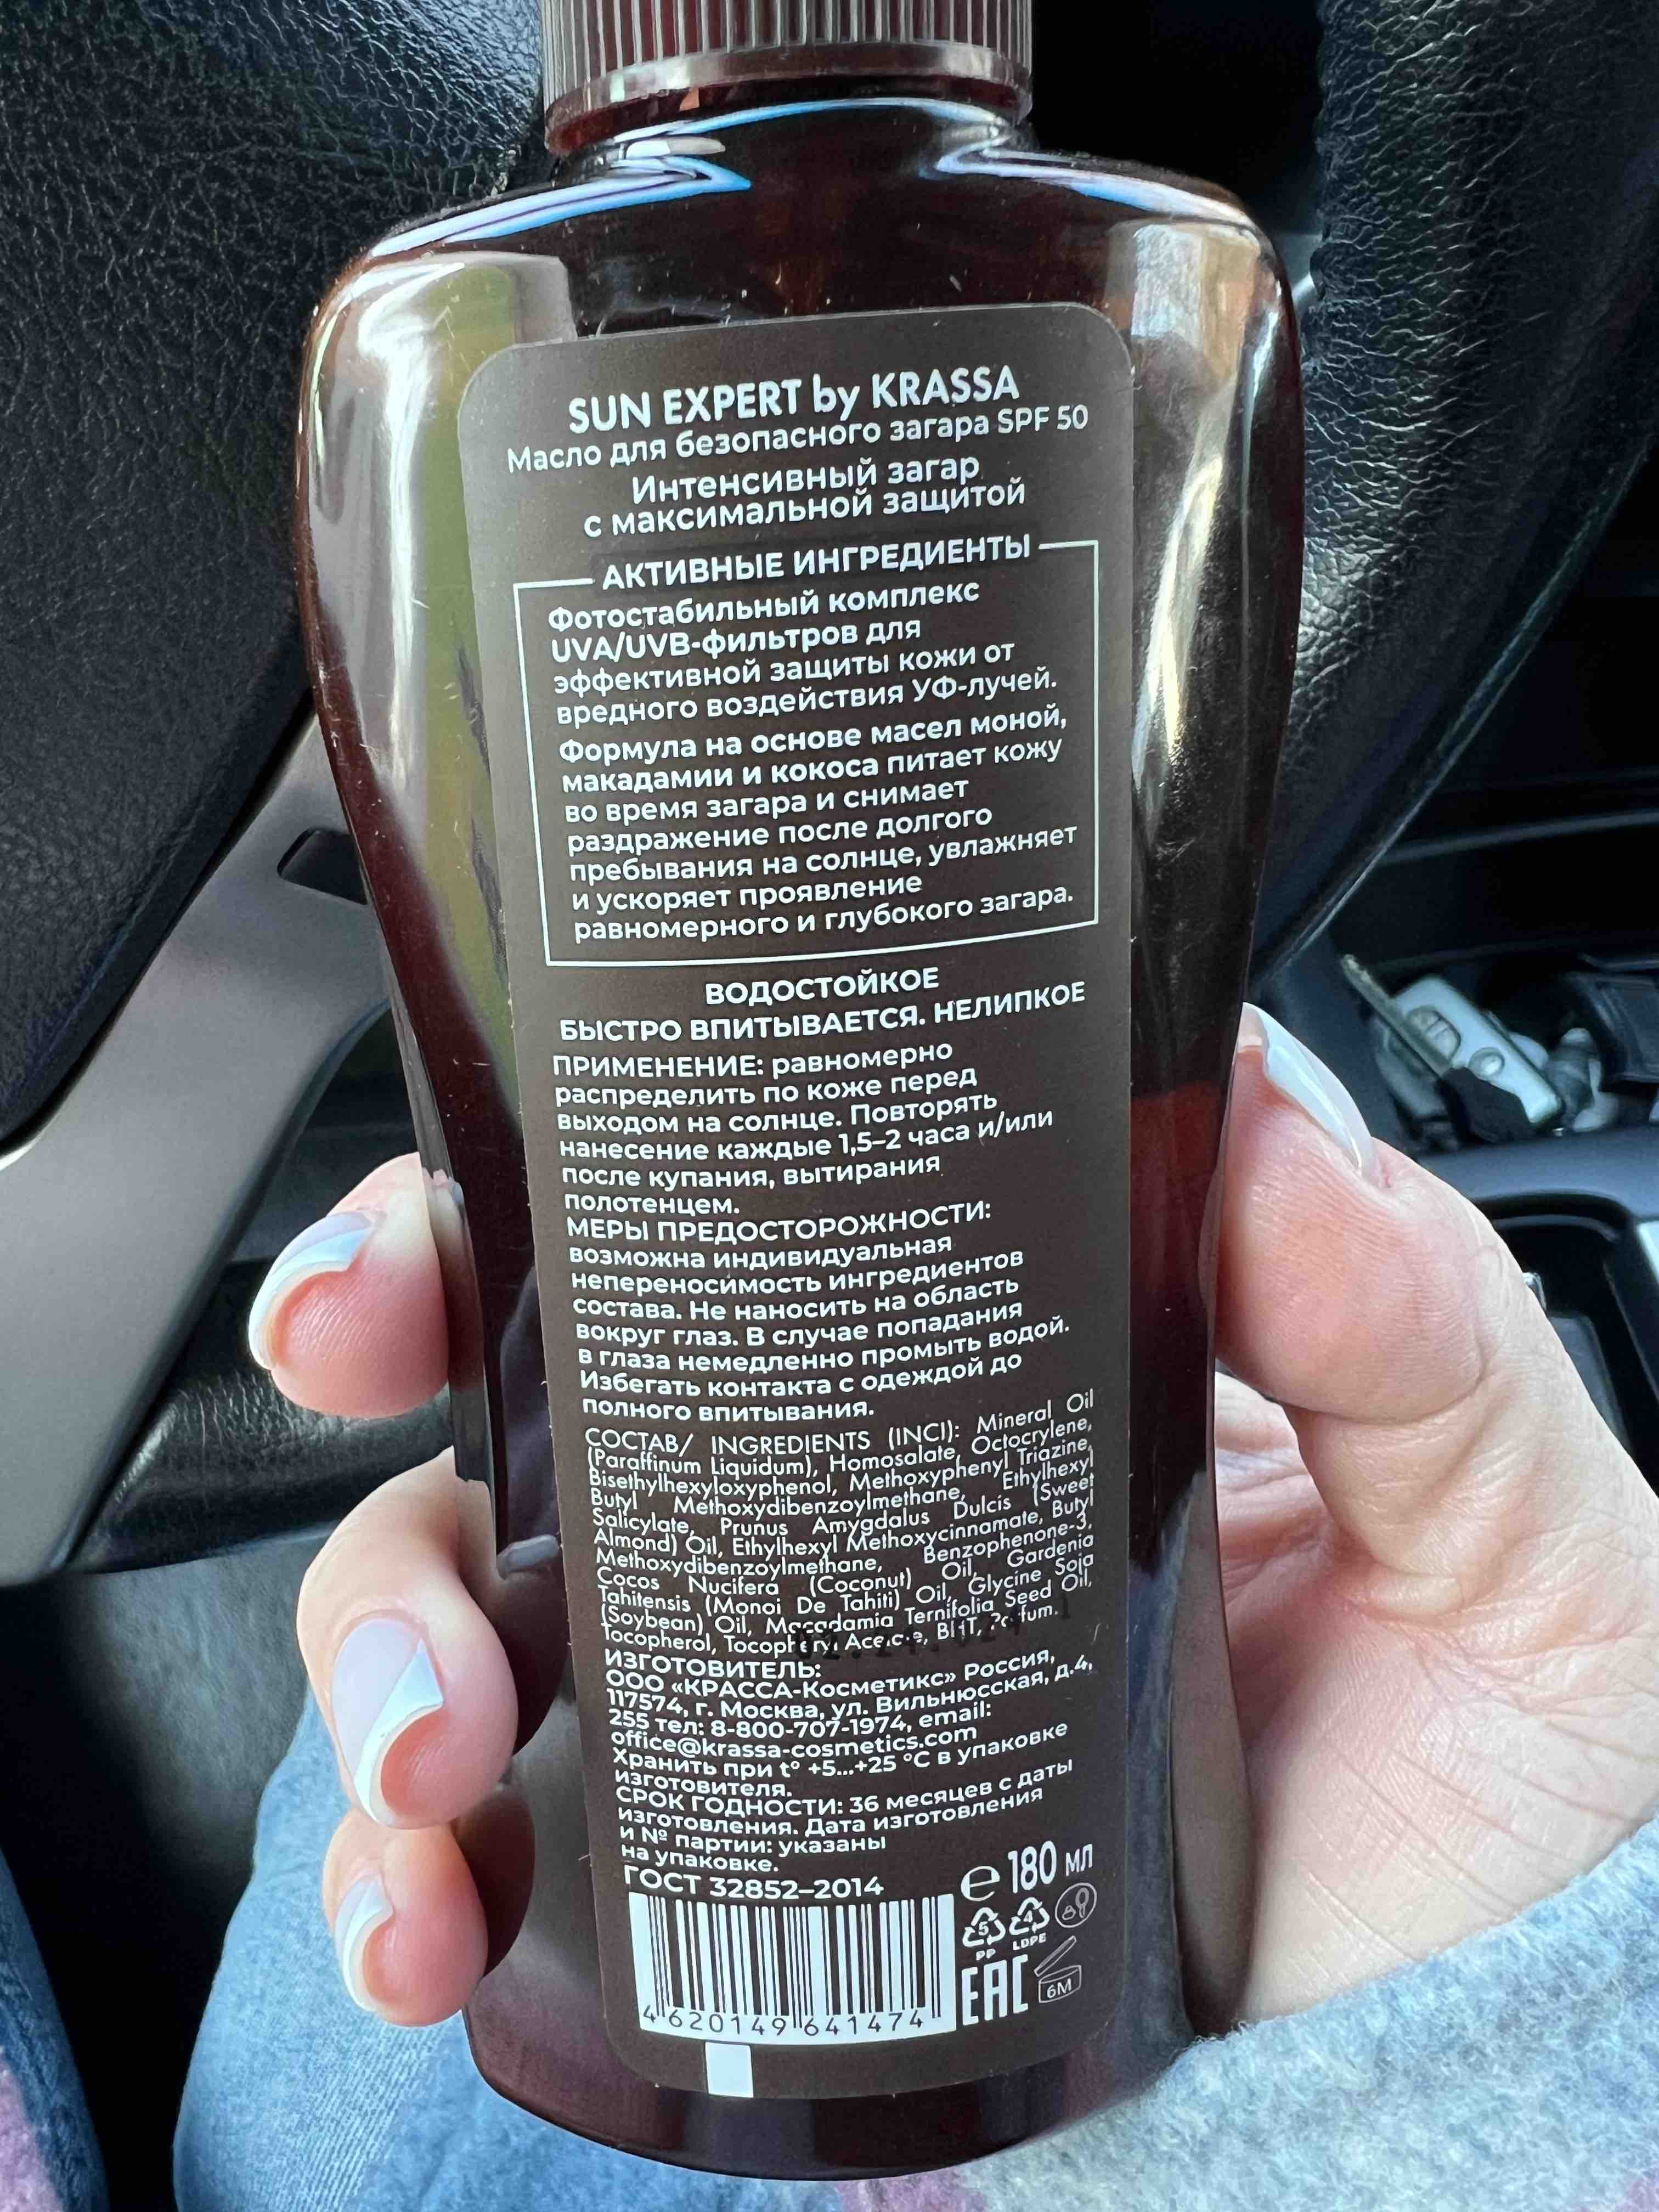 SUN EXPERT by KRASSA
Масло для безопасного загара SPF 50
Интенсивный загар
с максимальной защитой
АКТИВНЫЕ ИНГРЕДИЕНТЫ
Фотостабильный комплекс
UVA/UVB-фильтров для
эффективной защиты кожи от
вредного воздействия УФ-лучей.
Формула на основе масел моной,
макадамии и кокоса питает кожу
во время загара и снимает
раздражение после долгого
пребывания на солнце, увлажняет
и ускоряет проявление
равномерного и глубокого загара.
ВОДОСТОЙКОЕ
БЫСТРО ВПИТЫВАЕТСЯ. НЕЛИПКОЕ
ПРИМЕНЕНИЕ: равномерно
распределить по коже перед
выходом на солнце. Повторять
нанесение каждые 1,5–2 часа и/или
после купания, вытирания
полотенцем.
МЕРЫ ПРЕДОСТОРОЖНОСТИ:
возможна индивидуальная
непереносимость ингредиентов
состава. Не наносить на область
вокруг глаз. В случае попадания
в глаза немедленно промыть водой.
Избегать контакта с одеждой до
полного впитывания.
СОСТАВ/ INGREDIENTS (INCI): Mineral Oil
(Paraffinum Liquidum), Homosalate, Octocrylene,
Bisethylhexyloxyphenol, Methoxyphenyl Triazine,
Butyl Methoxydibenzoylmethane, Ethylhexyl
Salicylate, Prunus Amygdalus Dulcis (Sweet
Almond) Oil, Ethylhexyl Methoxycinnamate, Butyl
Methoxydibenzoylmethane, Benzophenone-3,
Cocos Nucifera (Coconut) Oil, Gardenia
Tahitensis (Monoi De Tahiti) Oil, Glycine Soja
(Soybean) Oil, Macadamia Ternifolia Seed Oil,
Tocopherol, Tocopheryl Acetate, BHT, Parfum.
ИЗГОТОВИТЕЛЬ:
ООО «КРАССА-Косметикс» Россия,
117574, г. Москва, ул. Вильнюсская, д.4,
255 тел: 8-800-707-1974, email:
office@krassa-cosmetics.com
Хранить при t° +5...+25 °C в упаковке
изготовителя.
СРОК ГОДНОСТИ: 36 месяцев с даты
изготовления. Дата изготовления
и № партии: указаны
на упаковке.
ГОСТ 32852–2014
℮ 180 мл
5 4
PP LDPE
EAC 6M
4 620149 641474